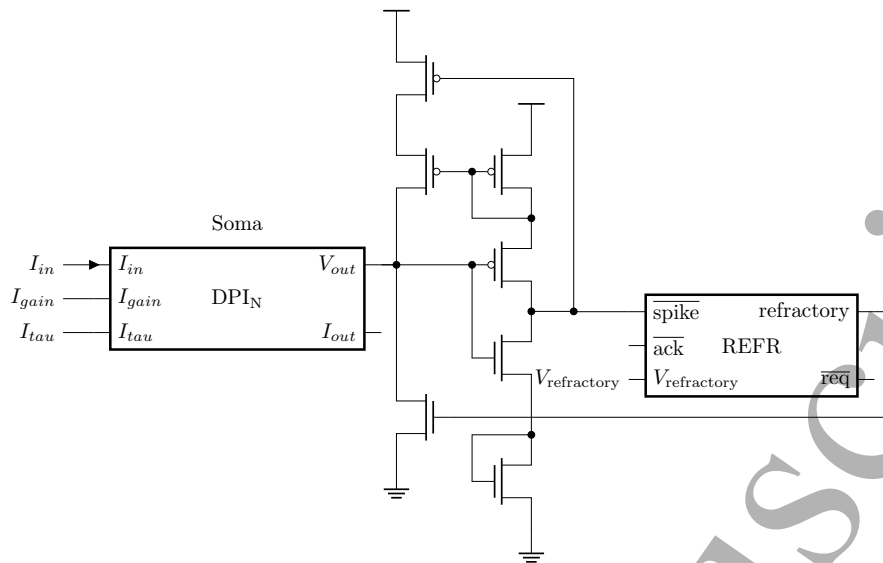 Soma
I_in I_in V_out
I_gain I_gain DPI_N
I_tau I_tau I_out
spike refractory
ack REFR
V_refractory V_refractory req